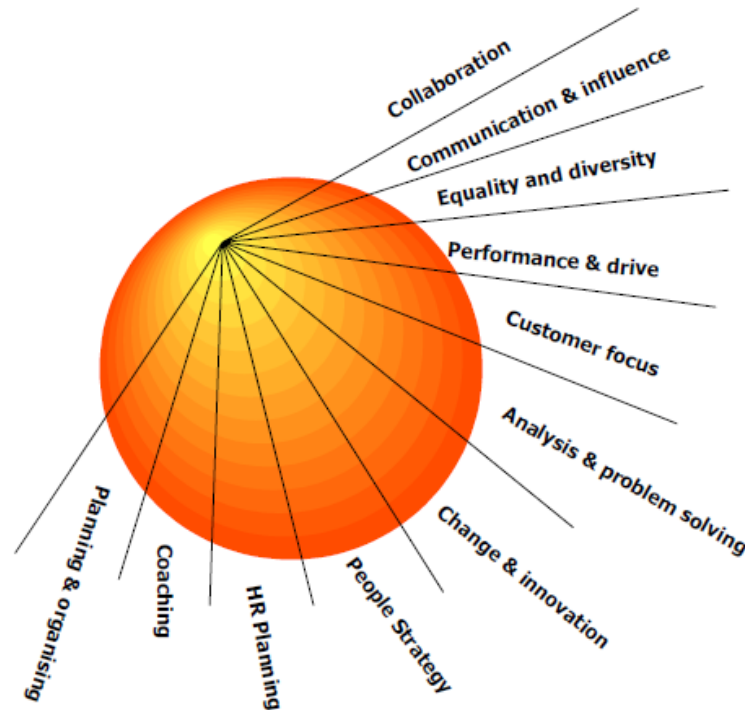 Collaboration
Communication & influence
Equality and diversity
Performance & drive
Customer focus
Analysis & problem solving
Change & innovation
People Strategy
HR Planning
Coaching
Planning & organising